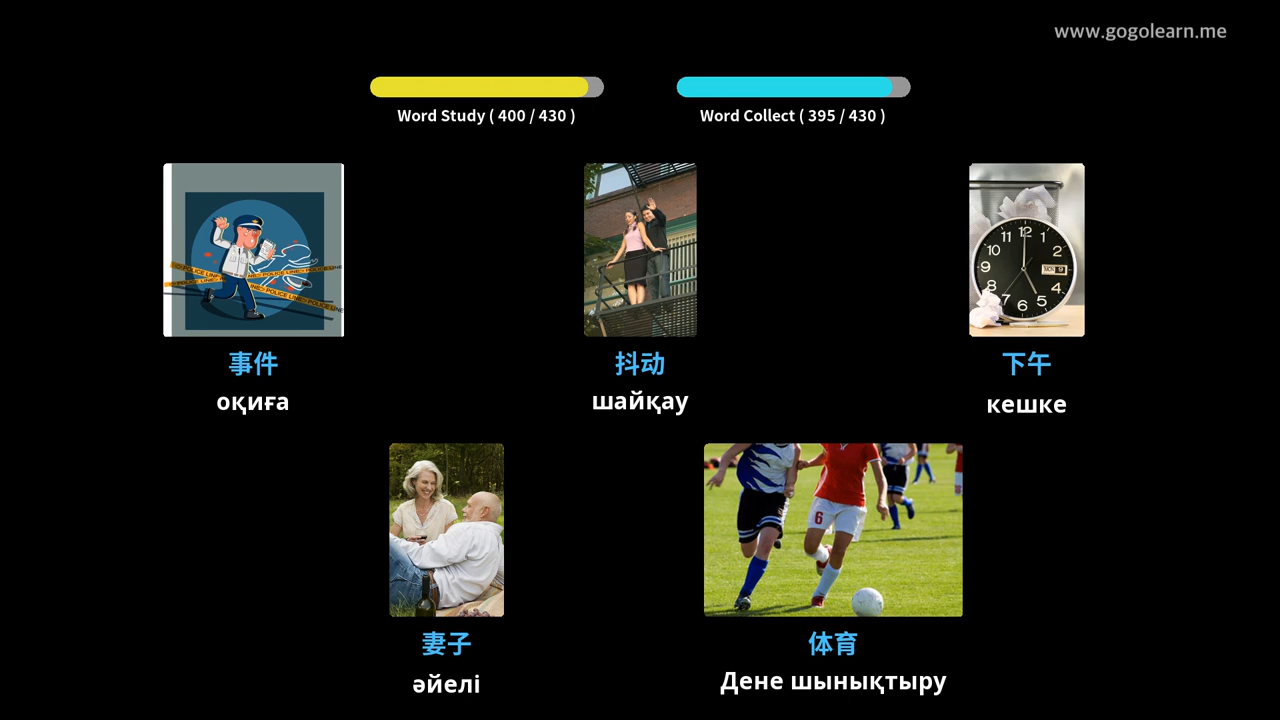 www.gogolearn.me
Word Study ( 400 / 430 )
Word Collect ( 395 / 430 )
事件
оқиға
抖动
шайқау
下午
кешке
妻子
әйелі
体育
Дене шынықтыру